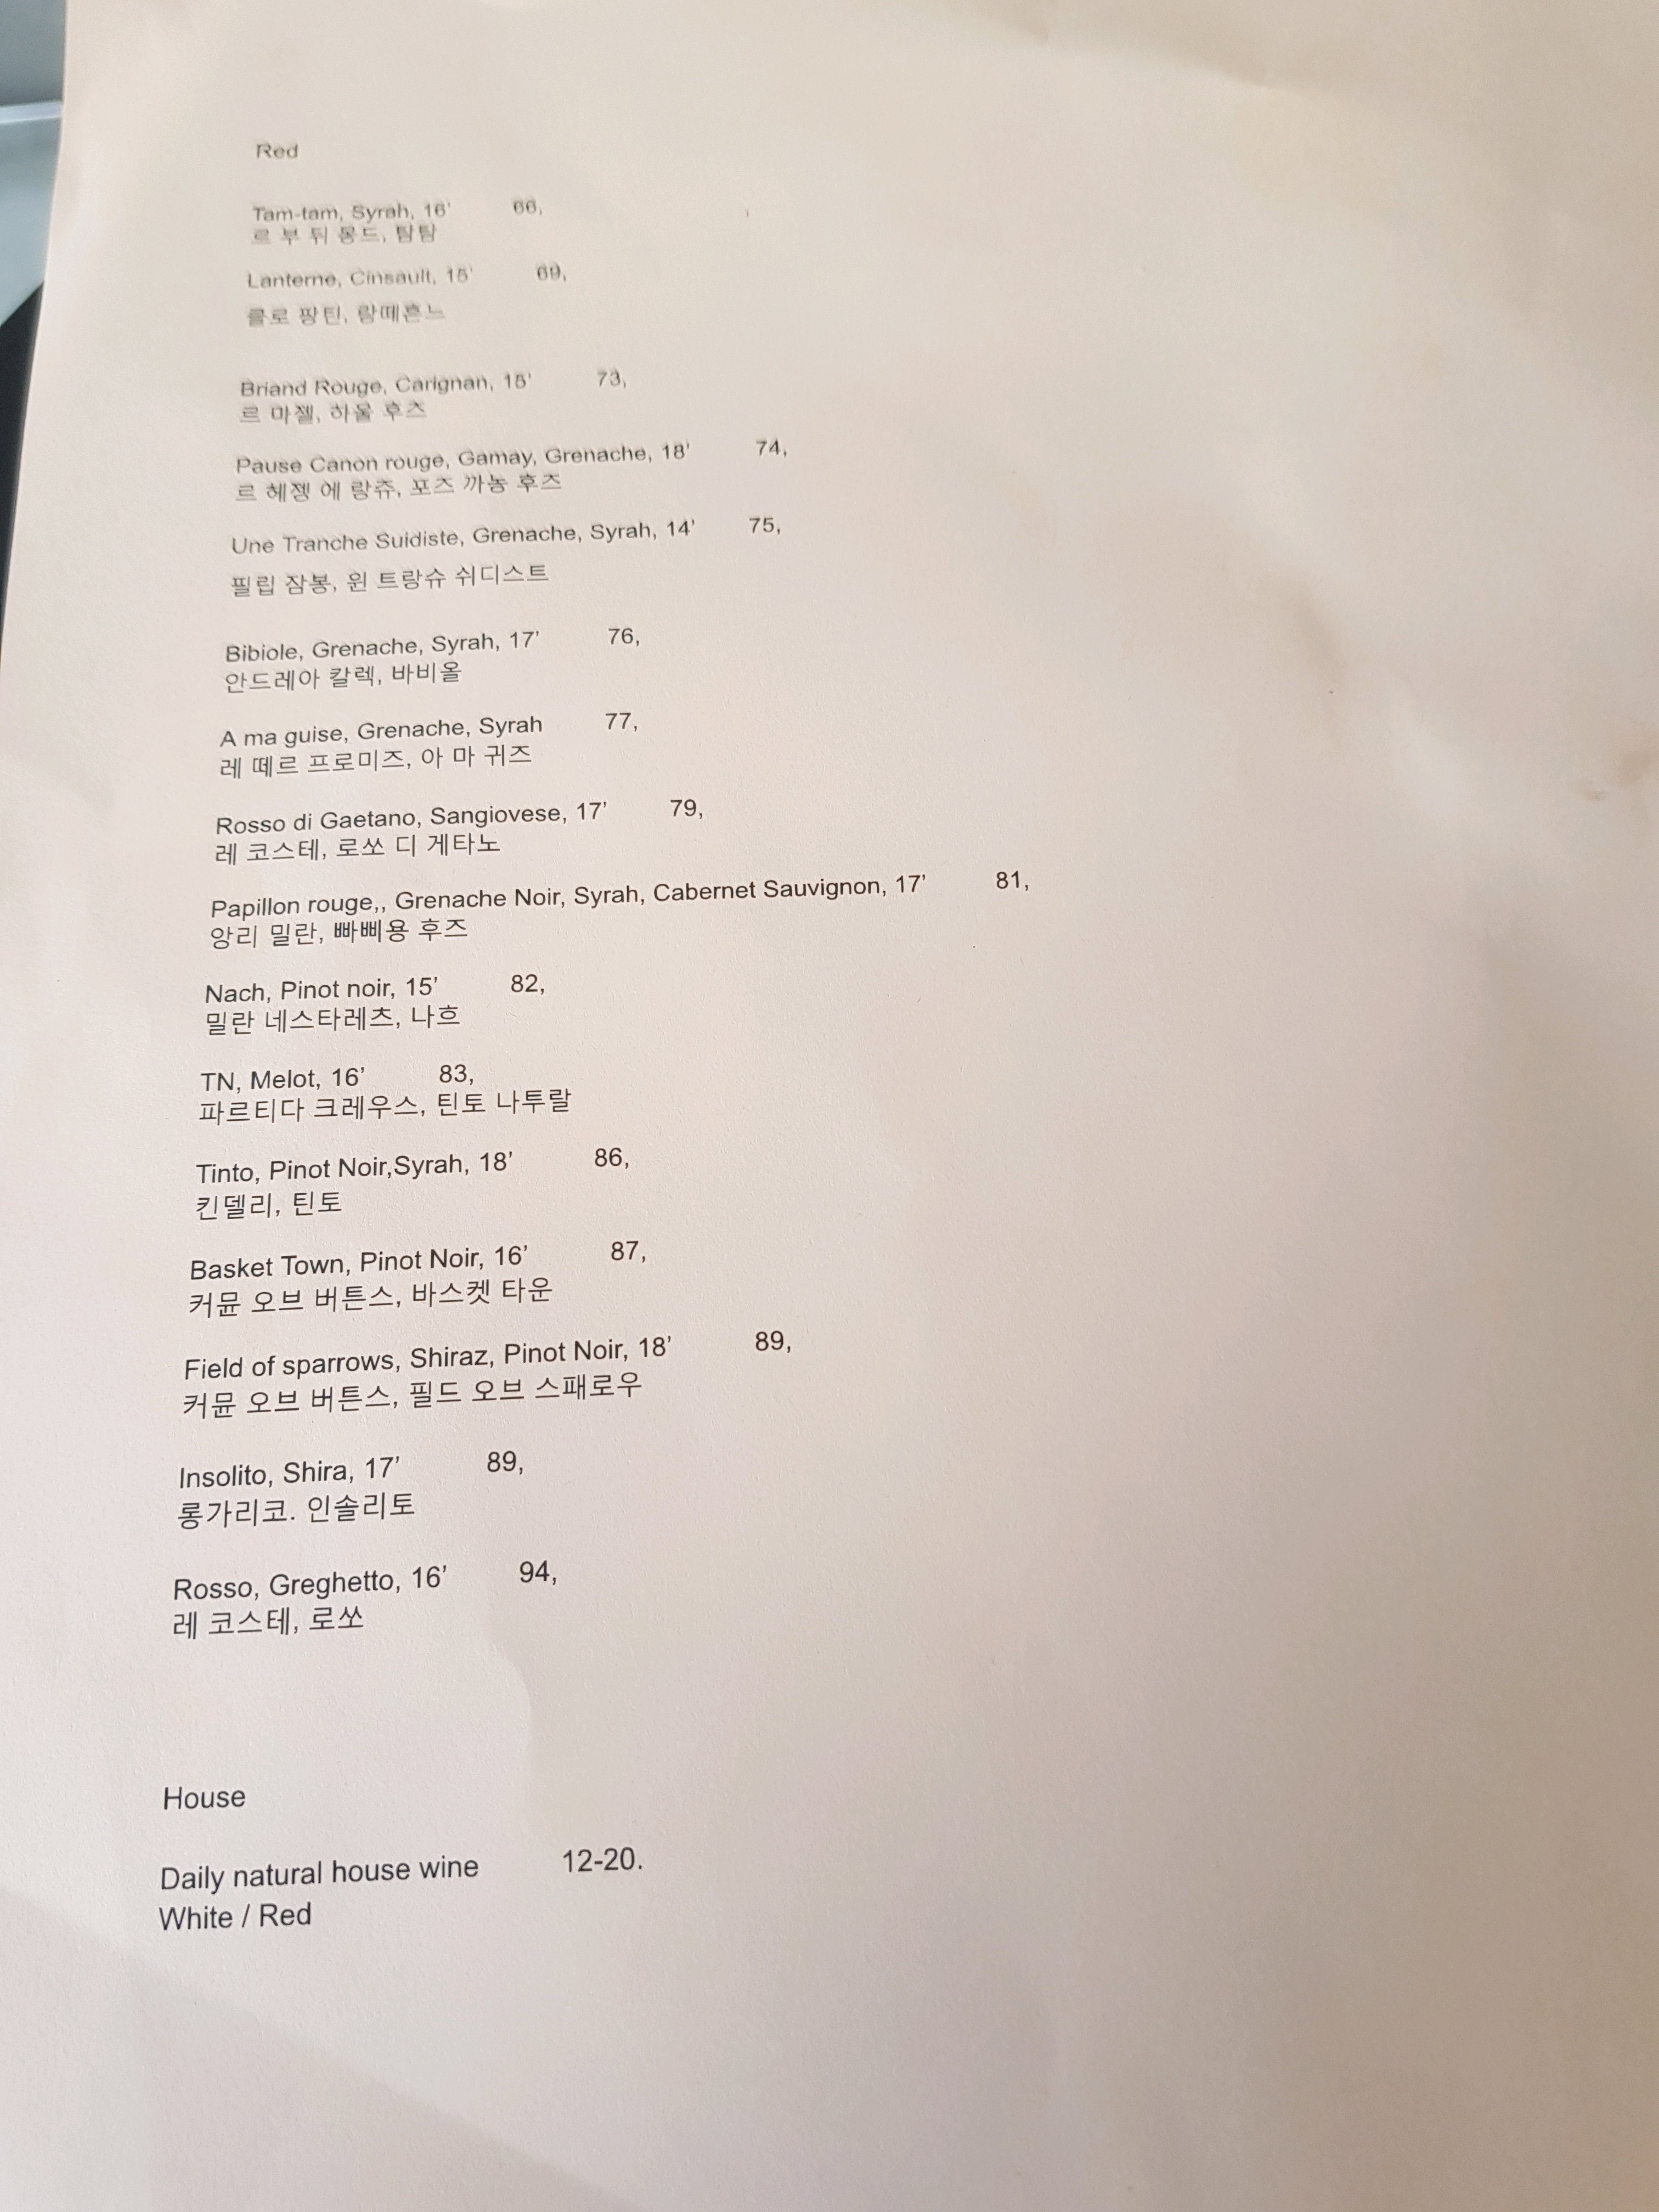 Red
Tam-tam, Syrah, 16' 66,
르 부 뒤 몽드, 탐탐
Lanterne, Cinsault, 15' 69,
클로 팡틴, 랑떼흔느
Briand Rouge, Carignan, 15' 73,
르 마젤, 하울 후즈
Pause Canon rouge, Gamay, Grenache, 18' 74,
르 헤젱 에 랑쥬, 포즈 까농 후즈
Une Tranche Suidiste, Grenache, Syrah, 14' 75,
필립 잠봉, 윈 트랑슈 쉬디스트
Bibiole, Grenache, Syrah, 17' 76,
안드레아 칼렉, 바비올
A ma guise, Grenache, Syrah 77,
레 떼르 프로미즈, 아 마 귀즈
Rosso di Gaetano, Sangiovese, 17' 79,
레 코스테, 로쏘 디 게타노
Papillon rouge,, Grenache Noir, Syrah, Cabernet Sauvignon, 17' 81,
앙리 밀란, 빠삐용 후즈
Nach, Pinot noir, 15' 82,
밀란 네스타레츠, 나흐
TN, Melot, 16' 83,
파르티다 크레우스, 틴토 나투랄
Tinto, Pinot Noir,Syrah, 18' 86,
킨델리, 틴토
Basket Town, Pinot Noir, 16' 87,
커뮨 오브 버튼스, 바스켓 타운
Field of sparrows, Shiraz, Pinot Noir, 18' 89,
커뮨 오브 버튼스, 필드 오브 스패로우
Insolito, Shira, 17' 89,
롱가리코. 인솔리토
Rosso, Greghetto, 16' 94,
레 코스테, 로쏘
House
Daily natural house wine 12-20.
White / Red